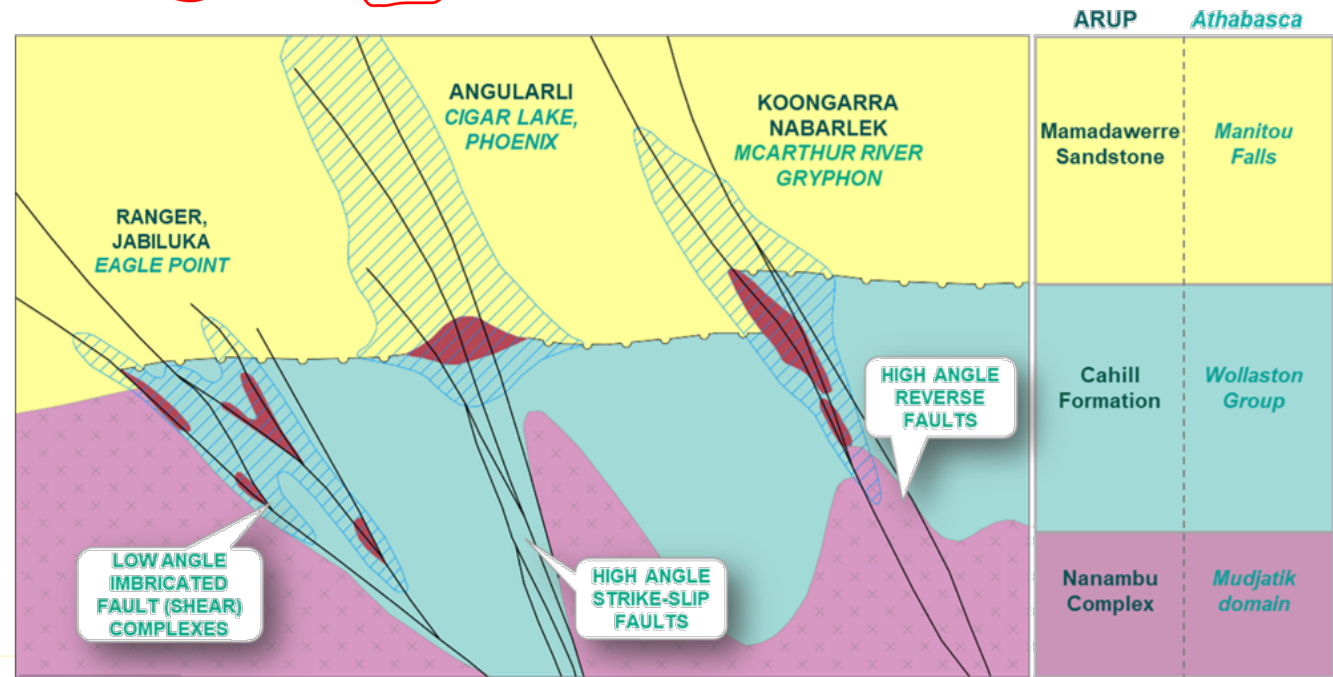 ARUP
Athabasca
ANGULARLI
CIGAR LAKE,
PHOENIX
KOONGARRA
NABARLEK
MCARTHUR RIVER
GRYPHON
Mamadawerre
Sandstone
Manitou
Falls
RANGER,
JABILUKA
EAGLE POINT
HIGH ANGLE
REVERSE
FAULTS
Cahill
Formation
Wollaston
Group
LOW ANGLE
IMBRICATED
FAULT (SHEAR)
COMPLEXES
HIGH ANGLE
STRIKE-SLIP
FAULTS
Nanambu
Complex
Mudjatik
domain